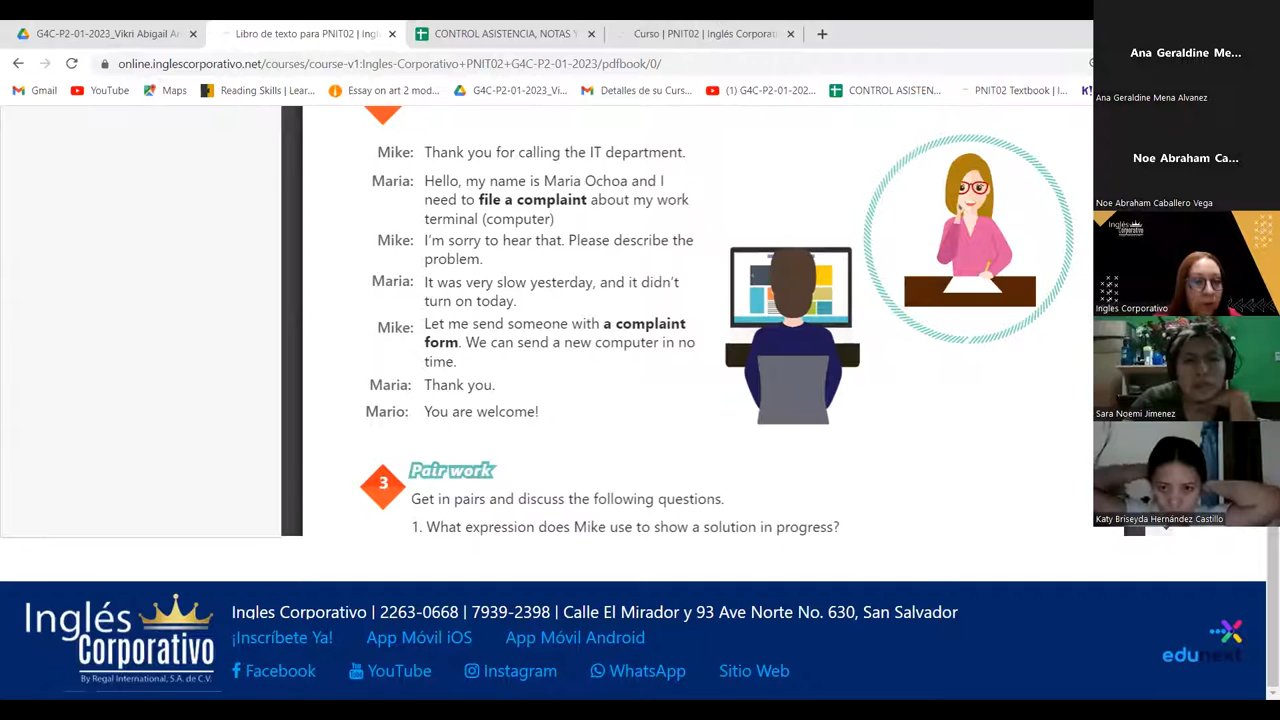 G4C-P2-01-2023_Vikri Abigail Ar
Libro de texto para PNIT02 | Ingl
CONTROL ASISTENCIA, NOTAS Y
Curso | PNIT02 | Inglés Corporati
online.inglescorporativo.net/courses/course-v1:Ingles-Corporativo+PNIT02+G4C-P2-01-2023/pdfbook/0/
Gmail
YouTube
Maps
Reading Skills | Lear...
Essay on art 2 mod...
G4C-P2-01-2023_Vi...
Detalles de su Curs...
(1) G4C-P2-01-202...
CONTROL ASISTEN...
PNIT02 Textbook | I...
Mike: Thank you for calling the IT department.
Maria: Hello, my name is Maria Ochoa and I
need to file a complaint about my work
terminal (computer)
Mike: I'm sorry to hear that. Please describe the
problem.
Maria: It was very slow yesterday, and it didn't
turn on today.
Mike: Let me send someone with a complaint
form. We can send a new computer in no
time.
Maria: Thank you.
Mario: You are welcome!
3 Pair work
Get in pairs and discuss the following questions.
1. What expression does Mike use to show a solution in progress?
Ana Geraldine Me...
Ana Geraldine Mena Alvanez
Noe Abraham Ca...
Noe Abraham Caballero Vega
Inglés
Corporativo
Ingles Corporativo
Sara Noemi Jimenez
Katy Briseyda Hernández Castillo
Inglés
Corporativo
By Regal International, S.A. de C.V.
Ingles Corporativo | 2263-0668 | 7939-2398 | Calle El Mirador y 93 Ave Norte No. 630, San Salvador
¡Inscríbete Ya! App Móvil iOS App Móvil Android
Facebook YouTube Instagram WhatsApp Sitio Web
edunext